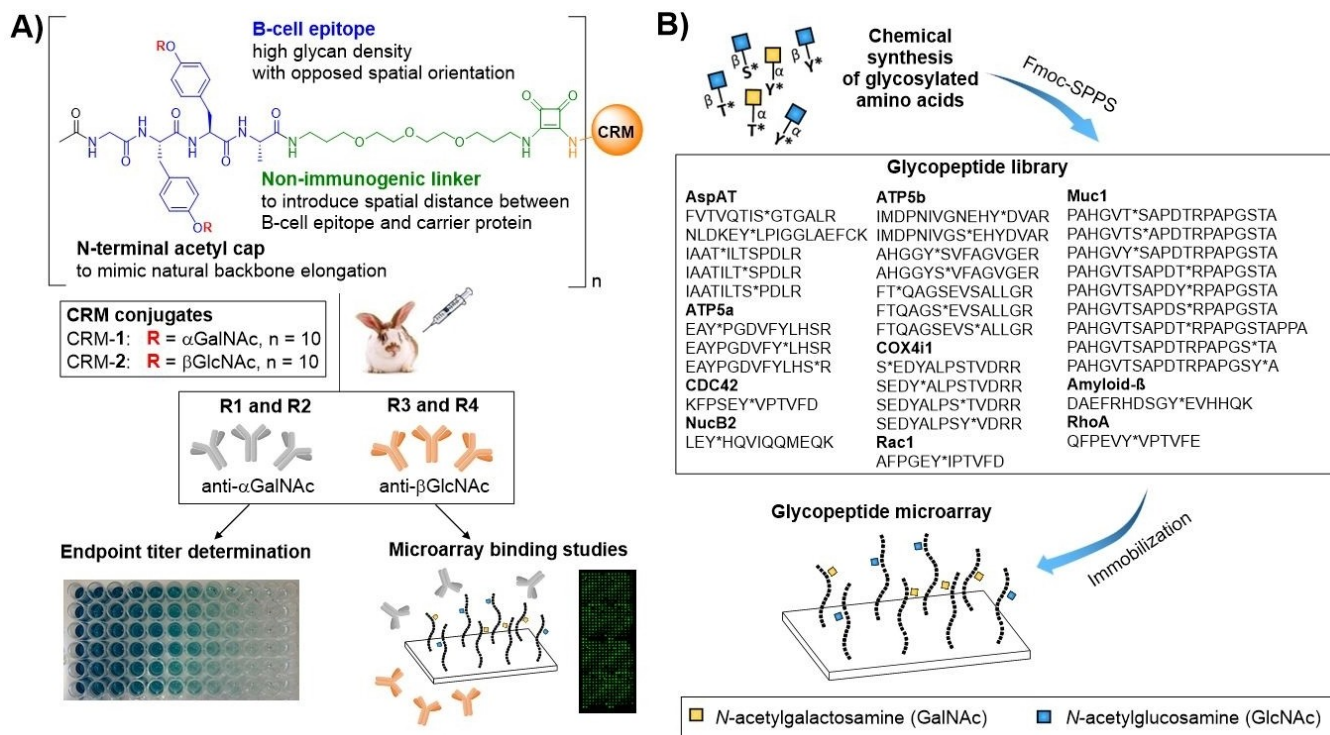 A)
B-cell epitope
high glycan density
with opposed spatial orientation
RO
O
H
N
N
H
O
O
H
N
N
H
O
O
H
N
N
H
O
O
O
O
O
H
N
N
H
CRM
OR
Non-immunogenic linker
to introduce spatial distance between
B-cell epitope and carrier protein
N-terminal acetyl cap
to mimic natural backbone elongation
n
CRM conjugates
CRM-1: R = αGalNAc, n = 10
CRM-2: R = βGlcNAc, n = 10
R1 and R2
R3 and R4
anti-αGalNAc
anti-βGlcNAc
Endpoint titer determination
Microarray binding studies
B)
β
S*
α
Y*
β
Y*
β
T*
α
T*
α
Y*
Chemical
synthesis
of glycosylated
amino acids
Fmoc-SPPS
Glycopeptide library
AspAT
FVTVQTIS*GTGALR
NLDKEY*LPIGGLAEFCK
IAAT*ILTSPDLR
IAATILT*SPDLR
IAATILTS*PDLR
ATP5a
EAY*PGDVFYLHSR
EAYPGDVFY*LHSR
EAYPGDVFYLHS*R
CDC42
KFPSEY*VPTVFD
NucB2
LEY*HQVIQQMEQK
ATP5b
IMDPNIVGNEHY*DVAR
IMDPNIVGS*EHYDVAR
AHGGY*SVFAGVGER
AHGGYS*VFAGVGER
FT*QAGSEVSALLGR
FTQAGS*EVSALLGR
FTQAGSEVS*ALLGR
COX4i1
S*EDYALPSTVDRR
SEDY*ALPSTVDRR
SEDYALPS*TVDRR
SEDYALPSY*VDRR
Rac1
AFPGEY*IPTVFD
Muc1
PAHGVT*SAPDTRPAPGSTA
PAHGVTS*APDTRPAPGSTA
PAHGVY*SAPDTRPAPGSTA
PAHGVTSAPDT*RPAPGSTA
PAHGVTSAPDY*RPAPGSTA
PAHGVTSAPDS*RPAPGSTA
PAHGVTSAPDT*RPAPGSTAPPA
PAHGVTSAPDTRPAPGS*TA
PAHGVTSAPDTRPAPGSY*A
Amyloid-ß
DAEFRHDSGY*EVHHQK
RhoA
QFPEVY*VPTVFE
Glycopeptide microarray
Immobilization
N-acetylgalactosamine (GalNAc)
N-acetylglucosamine (GlcNAc)